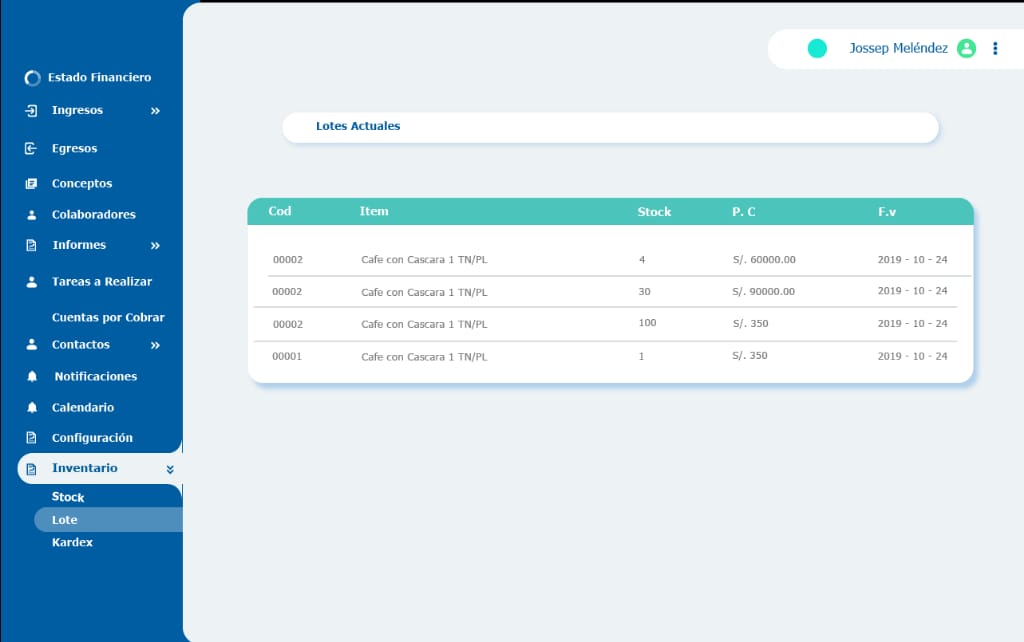 Jossep Meléndez
Estado Financiero
Ingresos
Egresos
Conceptos
Colaboradores
Informes
Tareas a Realizar
Cuentas por Cobrar
Contactos
Notificaciones
Calendario
Configuración
Inventario
Stock
Lote
Kardex
Lotes Actuales
Cod Item Stock P. C F.v
00002 Cafe con Cascara 1 TN/PL 4 S/. 60000.00 2019 - 10 - 24
00002 Cafe con Cascara 1 TN/PL 30 S/. 90000.00 2019 - 10 - 24
00002 Cafe con Cascara 1 TN/PL 100 S/. 350 2019 - 10 - 24
00001 Cafe con Cascara 1 TN/PL 1 S/. 350 2019 - 10 - 24